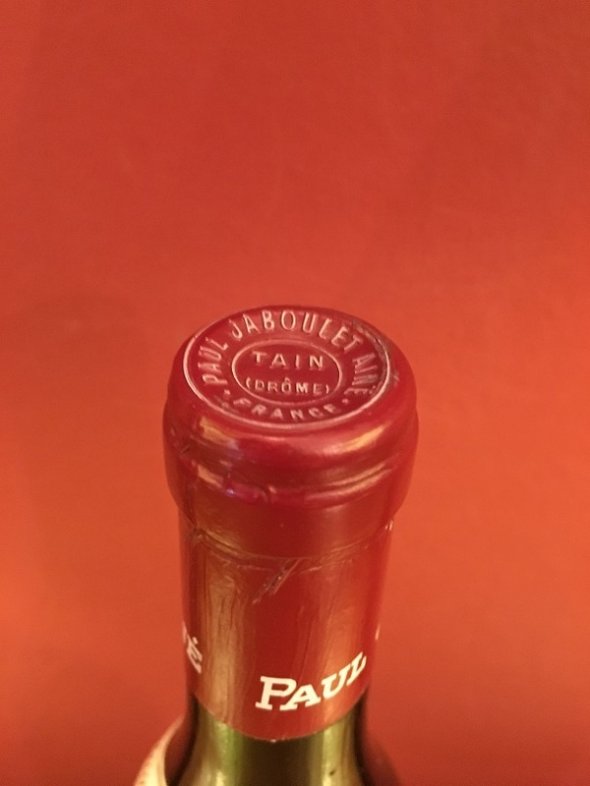 PAUL JABOULET AINÉ
TAIN
(DRÔME)
• FRANCE •
PAUL